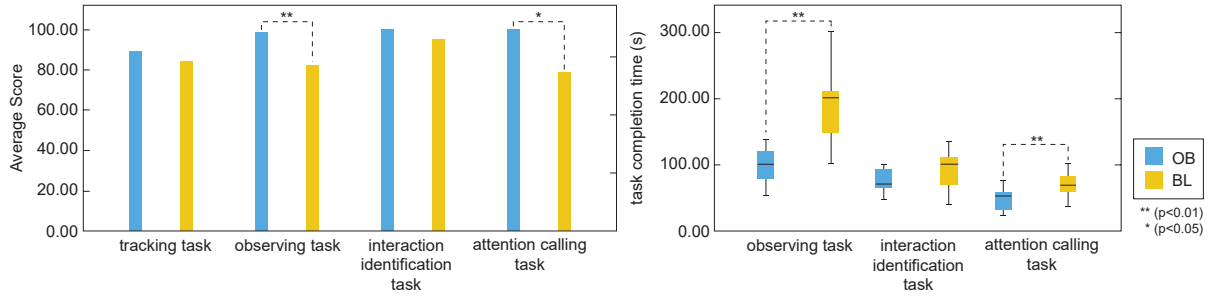 Average Score
100.00
80.00
60.00
40.00
20.00
0.00
**
*
tracking task
observing task
interaction
identification task
task
attention calling
task
task completion time (s)
300.00
200.00
100.00
0.00
**
**
observing task
interaction
identification task
task
attention calling
task
OB
BL
** (p<0.01)
* (p<0.05)